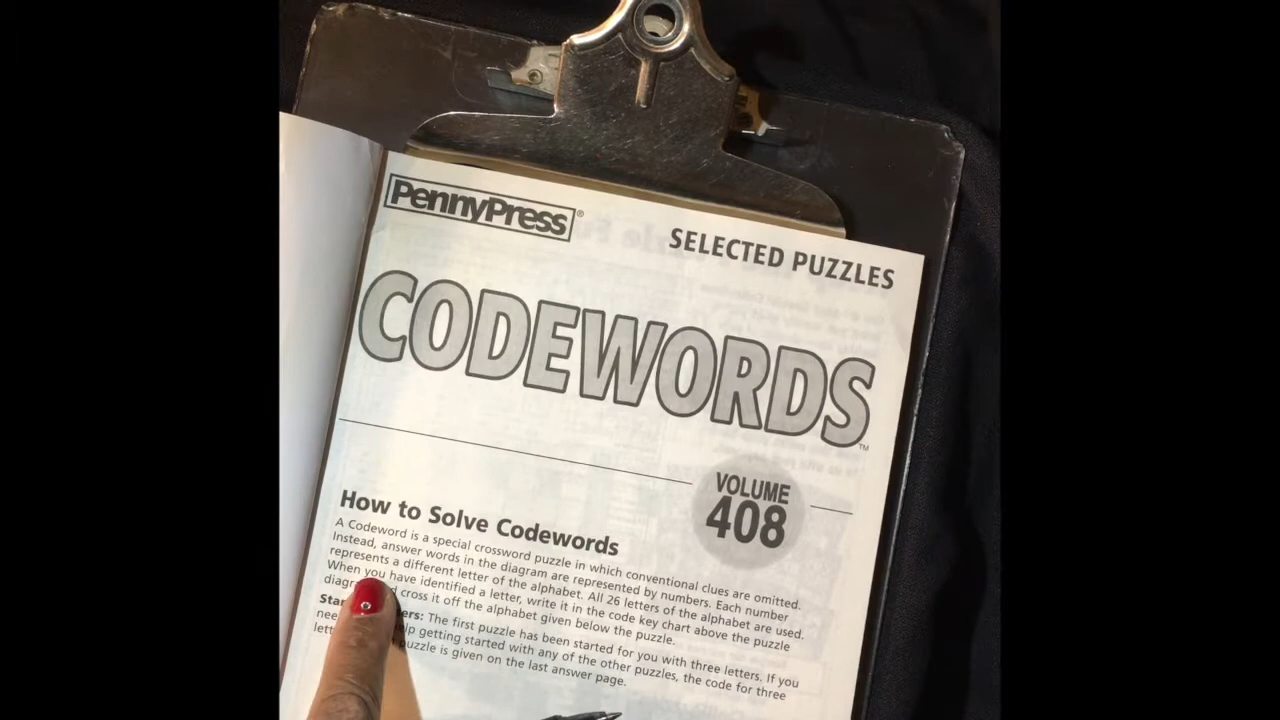 PennyPress®
SELECTED PUZZLES
CODEWORDS™
VOLUME
408
How to Solve Codewords
A Codeword is a special crossword puzzle in which conventional clues are omitted.
Instead, answer words in the diagram are represented by numbers. Each number
represents a different letter of the alphabet. All 26 letters of the alphabet are used.
When you have identified a letter, write it in the code key chart above the puzzle
cross it off the alphabet given below the puzzle.
The first puzzle has been started for you with three letters. If you
getting started with any of the other puzzles, the code for three
puzzle is given on the last answer page.